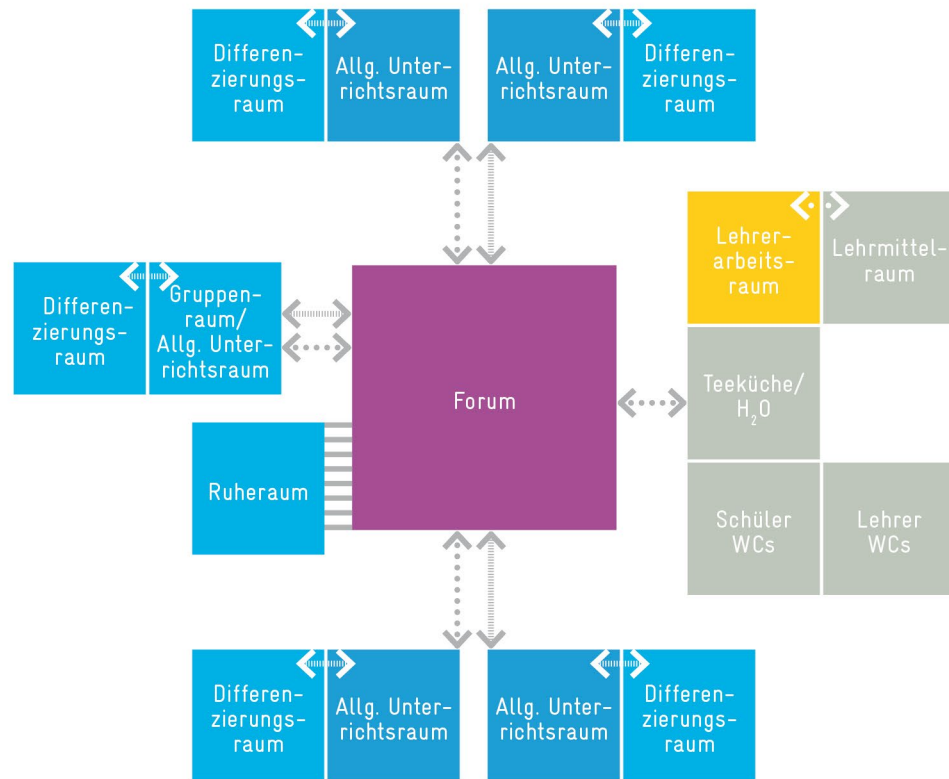 Differen-
zierungs-
raum
Allg. Unter-
richtsraum
Allg. Unter-
richtsraum
Differen-
zierungs-
raum
Lehrer-
arbeits-
raum
Lehrmittel-
raum
Differen-
zierungs-
raum
Gruppen-
raum/
Allg. Unter-
richtsraum
Forum
Teeküche/
H₂O
Ruheraum
Schüler
WCs
Lehrer
WCs
Differen-
zierungs-
raum
Allg. Unter-
richtsraum
Allg. Unter-
richtsraum
Differen-
zierungs-
raum